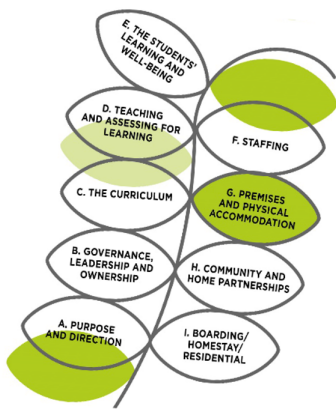 E. THE STUDENTS'
LEARNING AND
WELL-BEING
D. TEACHING
AND ASSESSING FOR
LEARNING
F. STAFFING
C. THE CURRICULUM
G. PREMISES
AND PHYSICAL
ACCOMMODATION
B. GOVERNANCE,
LEADERSHIP AND
OWNERSHIP
H. COMMUNITY AND
HOME PARTNERSHIPS
A. PURPOSE
AND DIRECTION
I. BOARDING/
HOMESTAY/
RESIDENTIAL